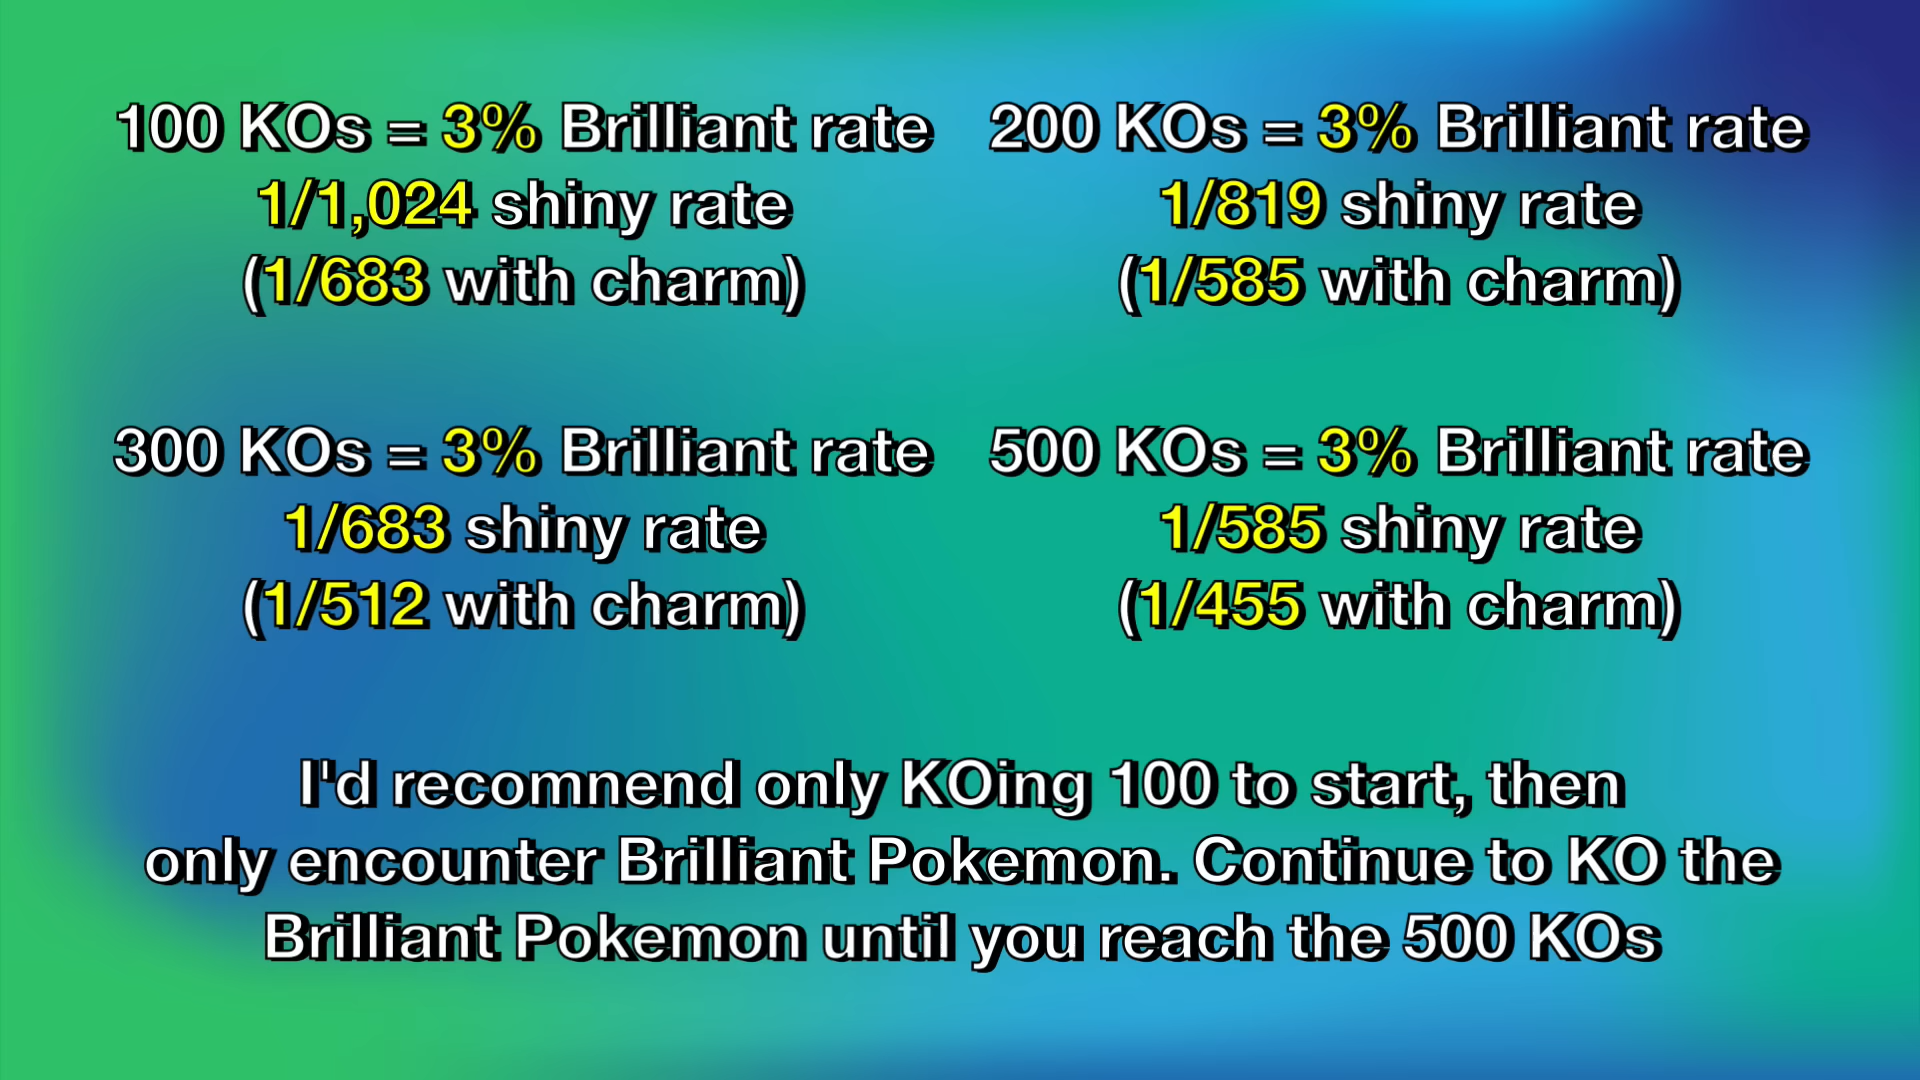 100 KOs = 3% Brilliant rate
1/1,024 shiny rate
(1/683 with charm)
200 KOs = 3% Brilliant rate
1/819 shiny rate
(1/585 with charm)
300 KOs = 3% Brilliant rate
1/683 shiny rate
(1/512 with charm)
500 KOs = 3% Brilliant rate
1/585 shiny rate
(1/455 with charm)
I'd recomnend only KOing 100 to start, then
only encounter Brilliant Pokemon. Continue to KO the
Brilliant Pokemon until you reach the 500 KOs